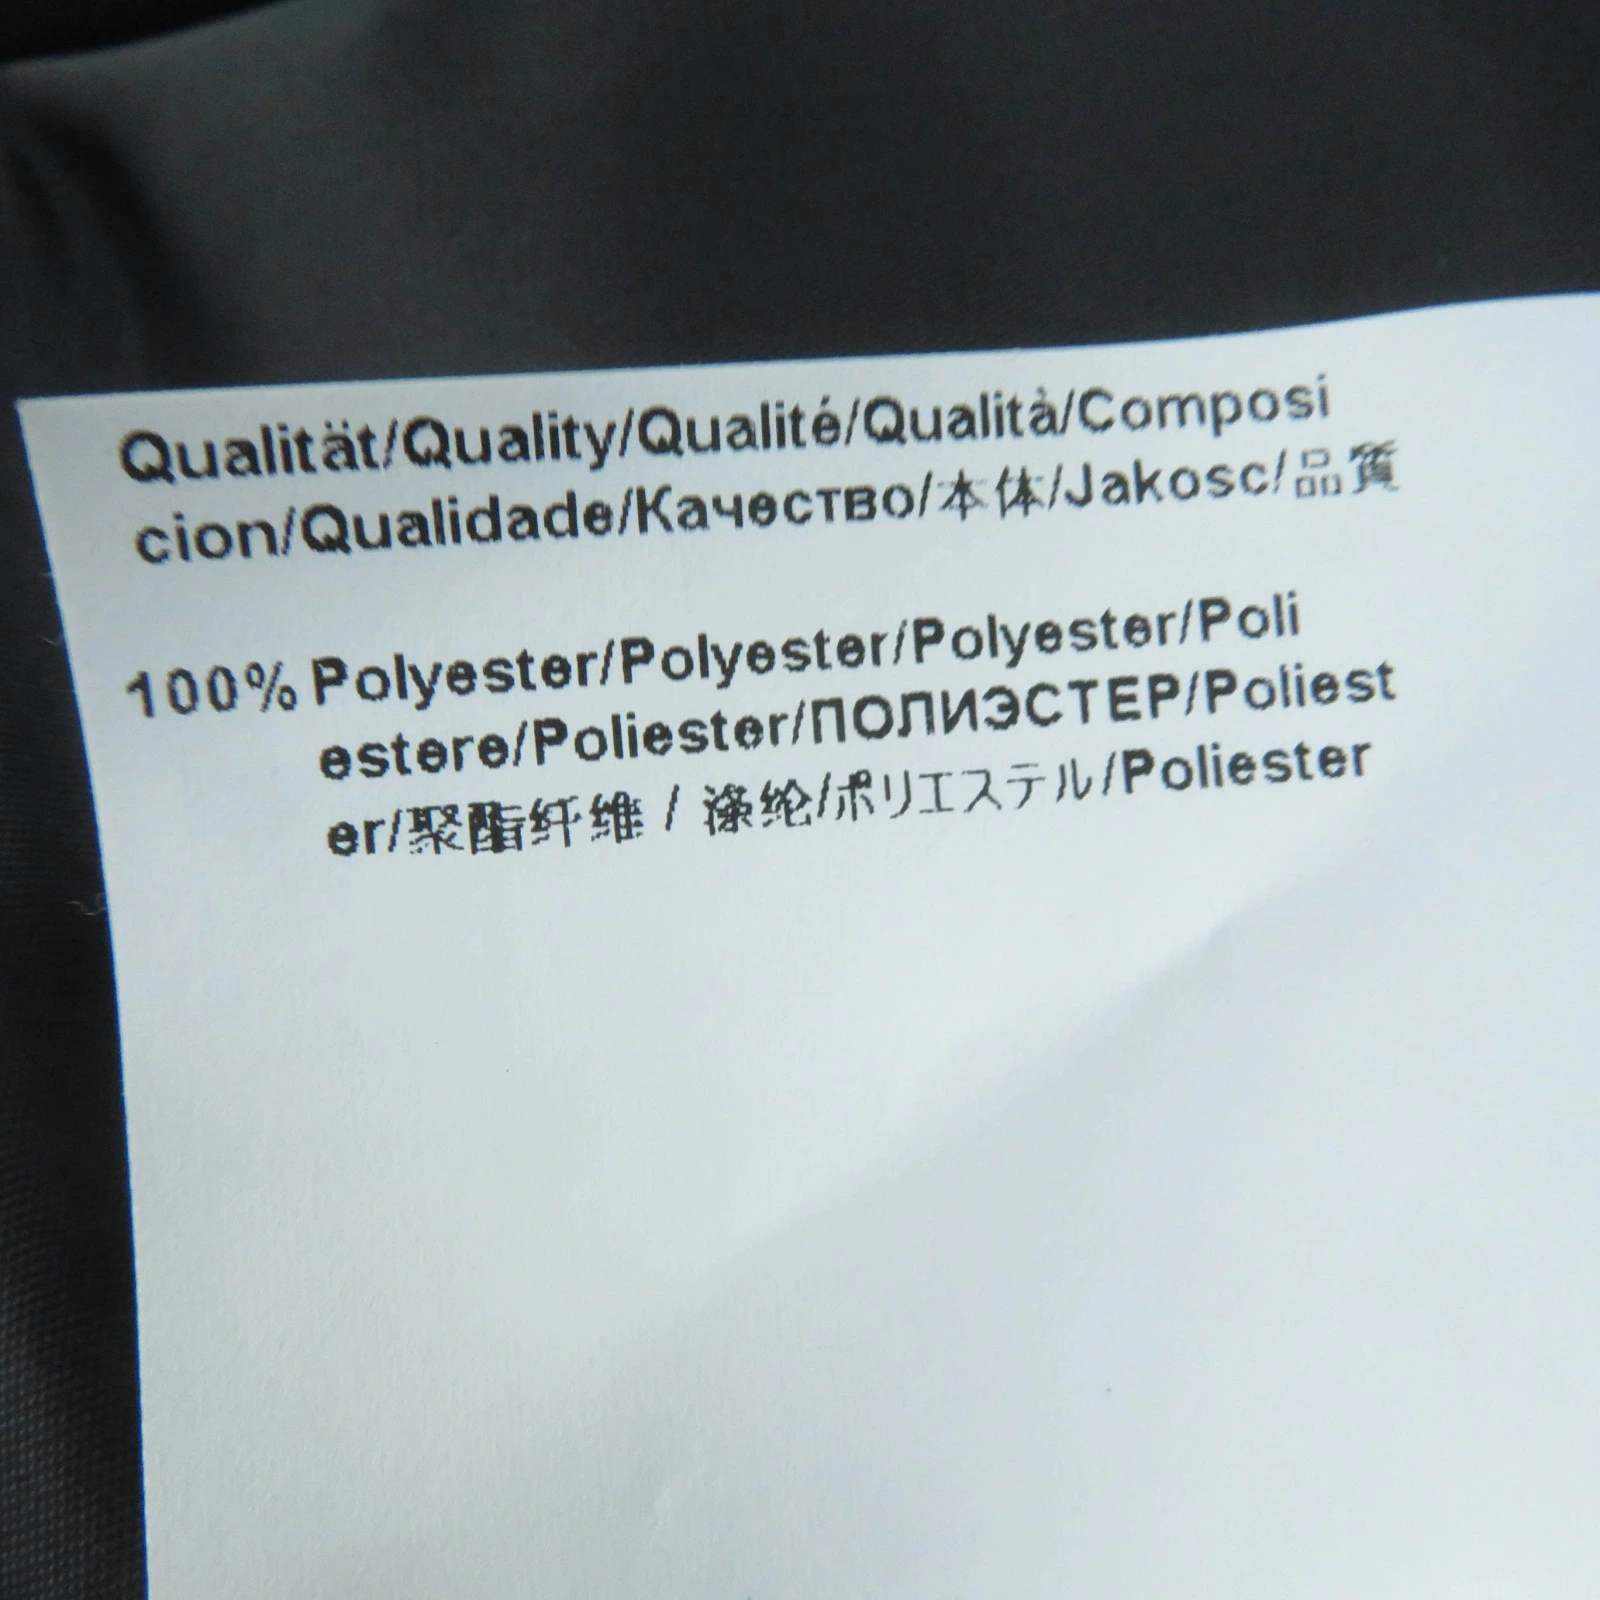 Qualität/Quality/Qualité/Qualità/Composi
cion/Qualidade/Качество/本体/Jakosc/品質
100% Polyester/Polyester/Polyester/Poli
estere/Poliester/ПОЛИЭСТЕР/Poliest
er/聚酯纤维 / 涤纶/ポリエステル/Poliester